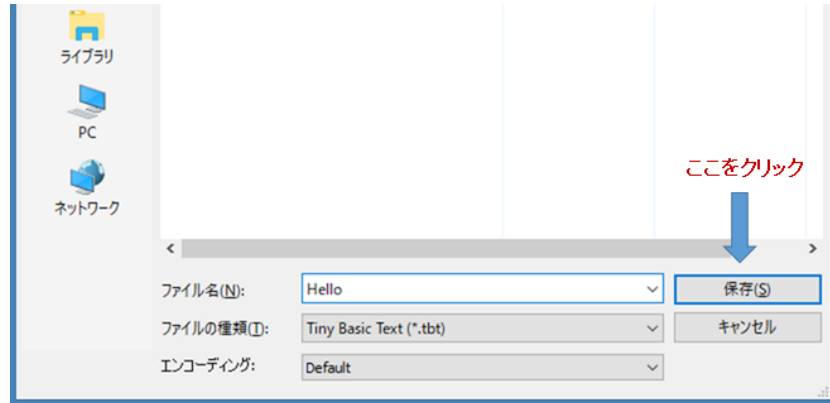 ライブラリ
PC
ネットワーク
ここをクリック
ファイル名(N): Hello 保存(S)
ファイルの種類(T): Tiny Basic Text (*.tbt) キャンセル
エンコーディング: Default